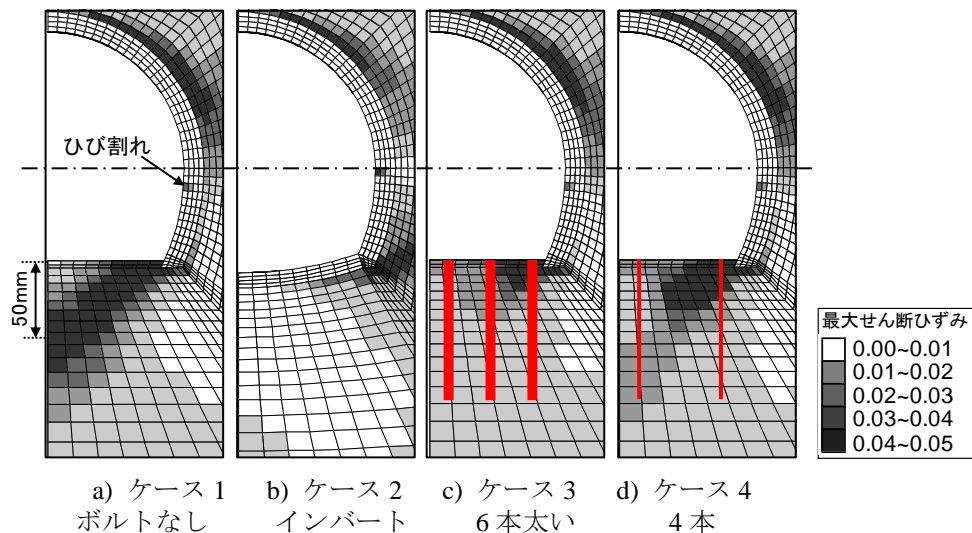 ひび割れ
50mm
最大せん断ひずみ
0.00~0.01
0.01~0.02
0.02~0.03
0.03~0.04
0.04~0.05
a) ケース 1
ボルトなし
b) ケース 2
インバート
c) ケース 3
6 本太い
d) ケース 4
4 本